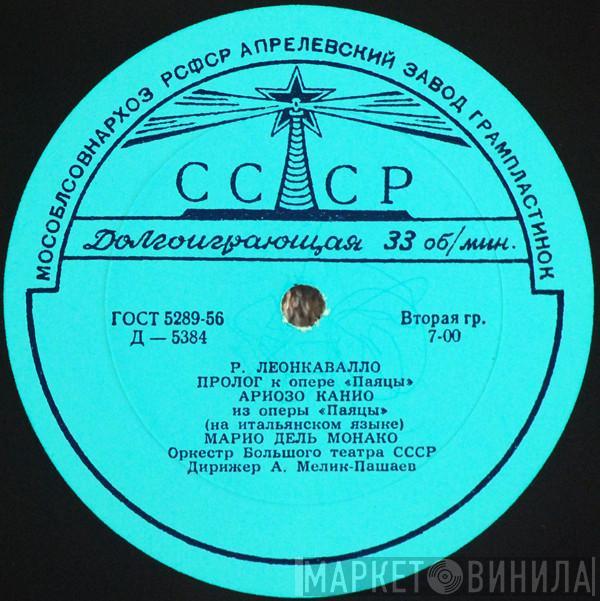 МОСОБЛСОВНАРХОЗ РСФСР АПРЕЛЕВСКИЙ ЗАВОД ГРАМПЛАСТИНОК
СССР
Долгоиграющая 33 об/мин.
ГОСТ 5289-56
Д — 5384
Вторая гр.
7-00
Р. ЛЕОНКАВАЛЛО
ПРОЛОГ к опере «Паяцы»
АРИОЗО КАНИО
из оперы «Паяцы»
(на итальянском языке)
МАРИО ДЕЛЬ МОНАКО
Оркестр Большого театра СССР
Дирижер А. Мелик-Пашаев
МАРКЕТ ВИНИЛА